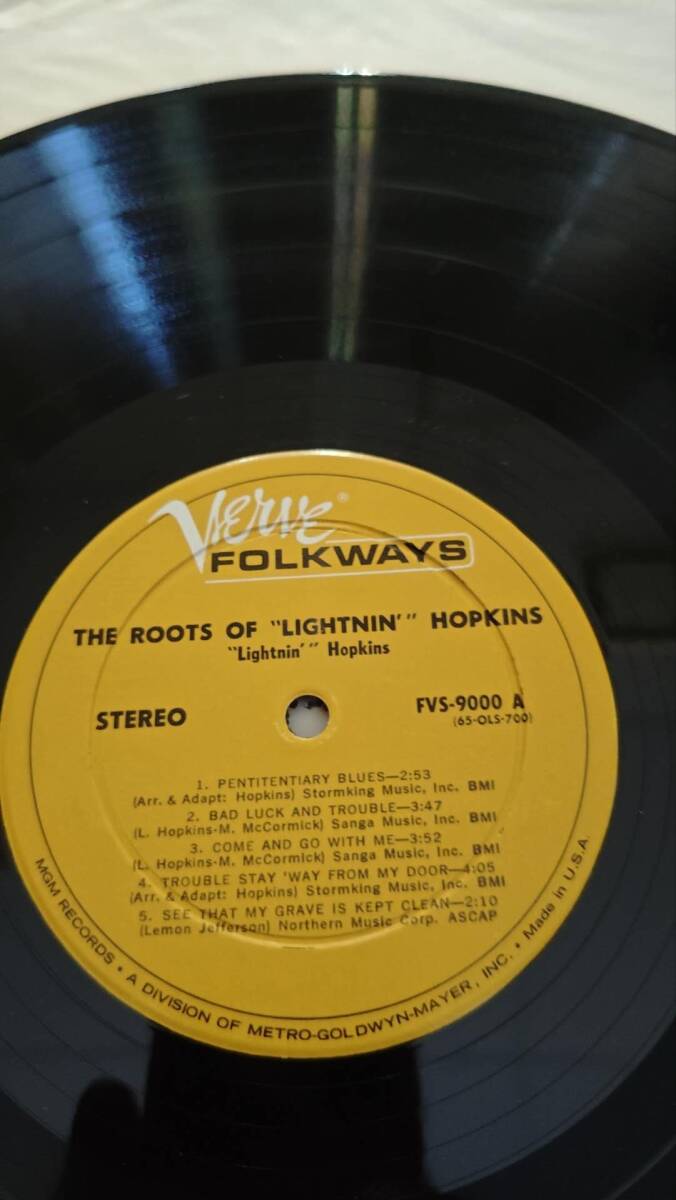 Verve®
FOLKWAYS
THE ROOTS OF "LIGHTNIN'" HOPKINS
"Lightnin'" Hopkins
STEREO
FVS-9000 A
(65-OLS-700)
1. PENTITENTIARY BLUES—2:53
(Arr. & Adapt: Hopkins) Stormking Music, Inc. BMI
2. BAD LUCK AND TROUBLE—3:47
(L. Hopkins-M. McCormick) Sanga Music, Inc. BMI
3. COME AND GO WITH ME—3:52
(L. Hopkins-M. McCormick) Sanga Music, Inc. BMI
4. TROUBLE STAY 'WAY FROM MY DOOR—4:05
(Arr. & Adapt: Hopkins) Stormking Music, Inc. BMI
5. SEE THAT MY GRAVE IS KEPT CLEAN—2:10
(Lemon Jefferson) Northern Music Corp. ASCAP
MGM RECORDS • A DIVISION OF METRO-GOLDWYN-MAYER, INC. • Made in U.S.A.